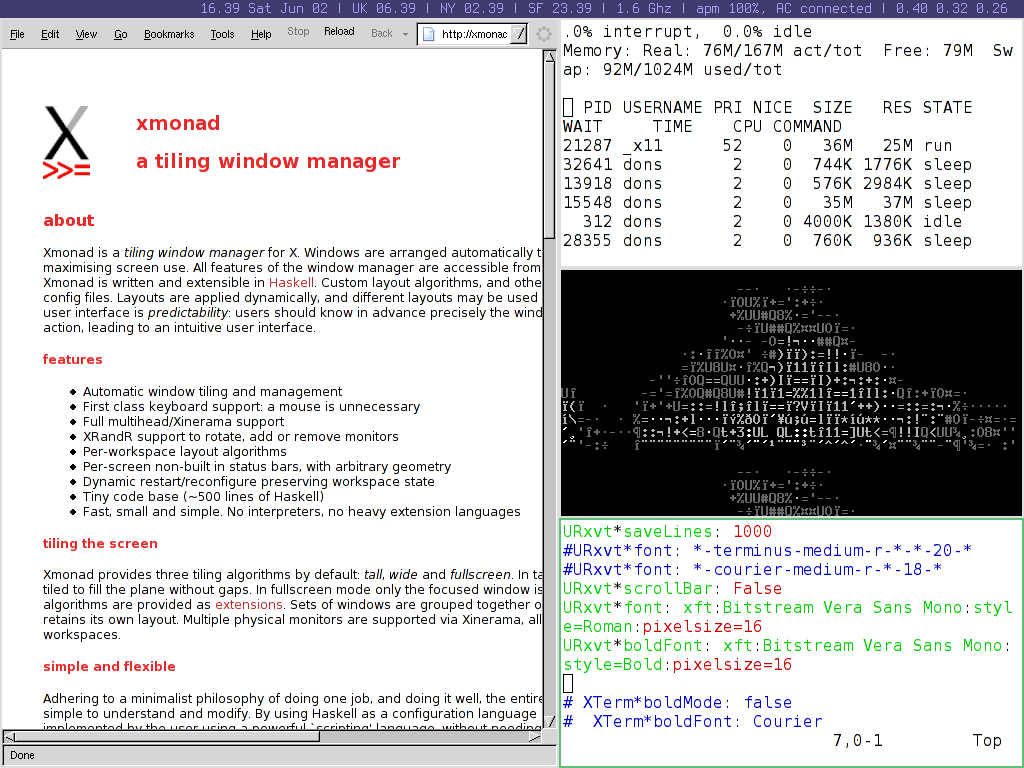 16.39 Sat Jun 02 | UK 06.39 | NY 02.39 | SF 23.39 | 1.6 Ghz | apm 100%, AC connected | 0.40 0.32 0.26
File Edit View Go Bookmarks Tools Help Stop Reload Back http://xmonac
xmonad
a tiling window manager
about
Xmonad is a tiling window manager for X. Windows are arranged automatically t
maximising screen use. All features of the window manager are accessible from
Xmonad is written and extensible in Haskell. Custom layout algorithms, and othe
config files. Layouts are applied dynamically, and different layouts may be used
user interface is predictability: users should know in advance precisely the wind
action, leading to an intuitive user interface.
features
Automatic window tiling and management
First class keyboard support: a mouse is unnecessary
Full multihead/Xinerama support
XRandR support to rotate, add or remove monitors
Per-workspace layout algorithms
Per-screen non-built in status bars, with arbitrary geometry
Dynamic restart/reconfigure preserving workspace state
Tiny code base (~500 lines of Haskell)
Fast, small and simple. No interpreters, no heavy extension languages
tiling the screen
Xmonad provides three tiling algorithms by default: tall, wide and fullscreen. In ta
tiled to fill the plane without gaps. In fullscreen mode only the focused window is
algorithms are provided as extensions. Sets of windows are grouped together o
retains its own layout. Multiple physical monitors are supported via Xinerama, all
workspaces.
simple and flexible
Adhering to a minimalist philosophy of doing one job, and doing it well, the entire
simple to understand and modify. By using Haskell as a configuration language
implemented by the user using a powerful `scripting' language, without needing
Done
.0% interrupt,  0.0% idle
Memory: Real: 76M/167M act/tot  Free: 79M  Sw
ap: 92M/1024M used/tot
PID USERNAME PRI NICE  SIZE   RES STATE
WAIT     TIME    CPU COMMAND
21287 _x11      52    0   36M   25M run
32641 dons       2    0  744K 1776K sleep
13918 dons       2    0  576K 2984K sleep
15548 dons       2    0   35M   37M sleep
312 dons       2    0 4000K 1380K idle
28355 dons       2    0  760K  936K sleep
URxvt*saveLines: 1000
#URxvt*font: *-terminus-medium-r-*-*-20-*
#URxvt*font: *-courier-medium-r-*-18-*
URxvt*scrollBar: False
URxvt*font: xft:Bitstream Vera Sans Mono:styl
e=Roman:pixelsize=16
URxvt*boldFont: xft:Bitstream Vera Sans Mono:
style=Bold:pixelsize=16
# XTerm*boldMode: false
#  XTerm*boldFont: Courier
7,0-1 Top